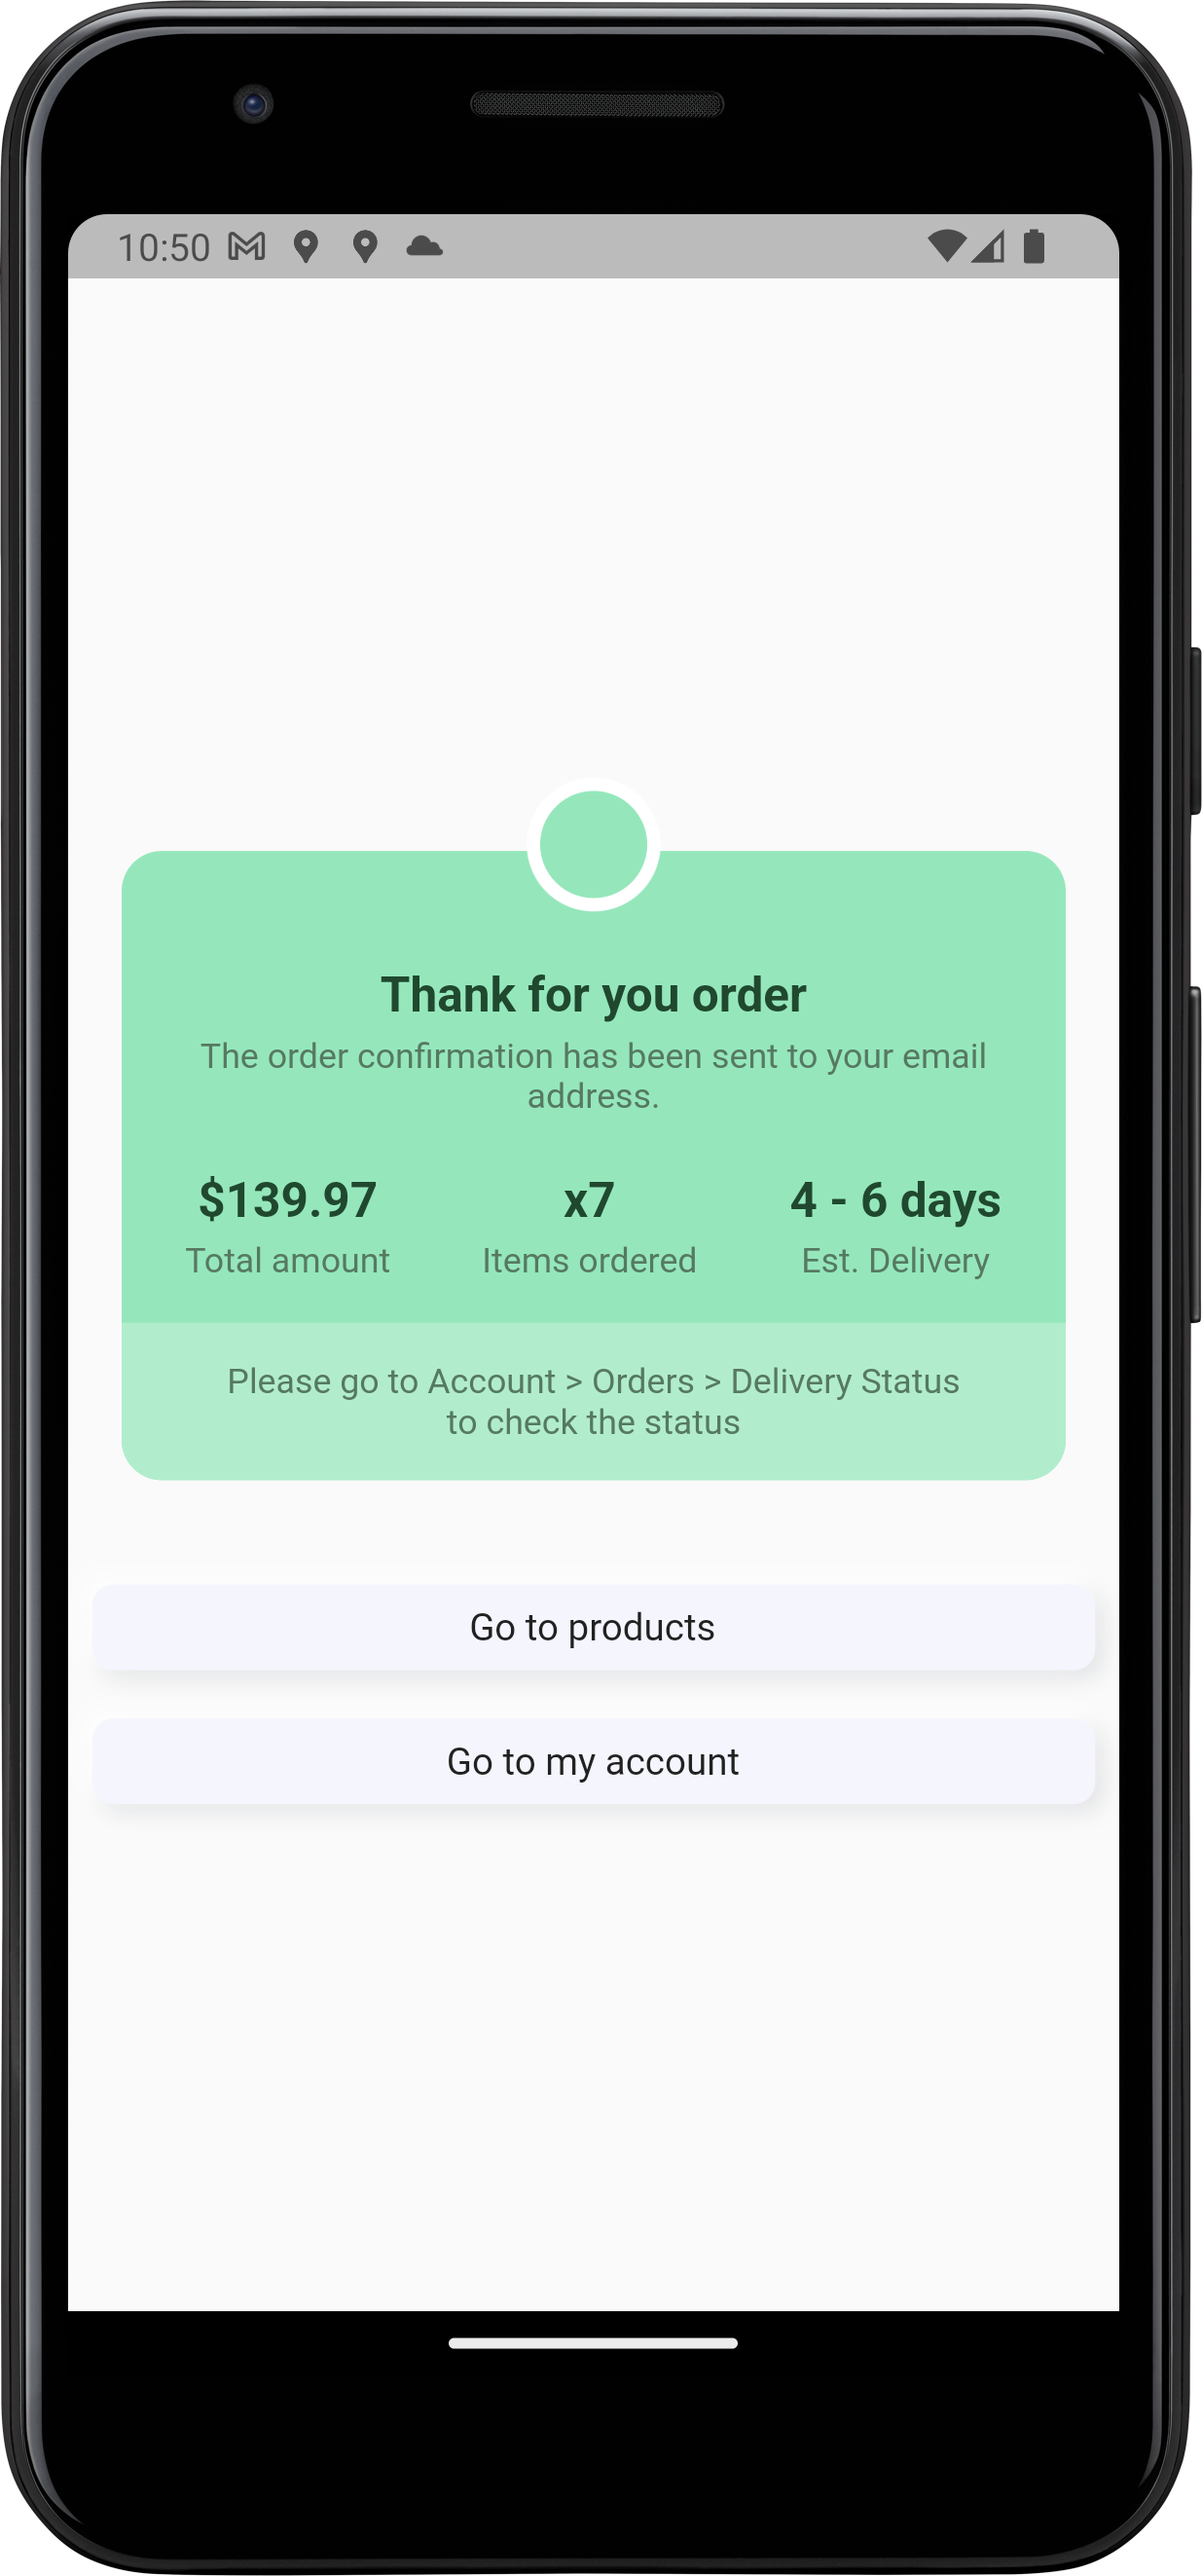 10:50
Thank for you order
The order confirmation has been sent to your email
address.
$139.97 x7 4 - 6 days
Total amount Items ordered Est. Delivery
Please go to Account > Orders > Delivery Status
to check the status
Go to products
Go to my account